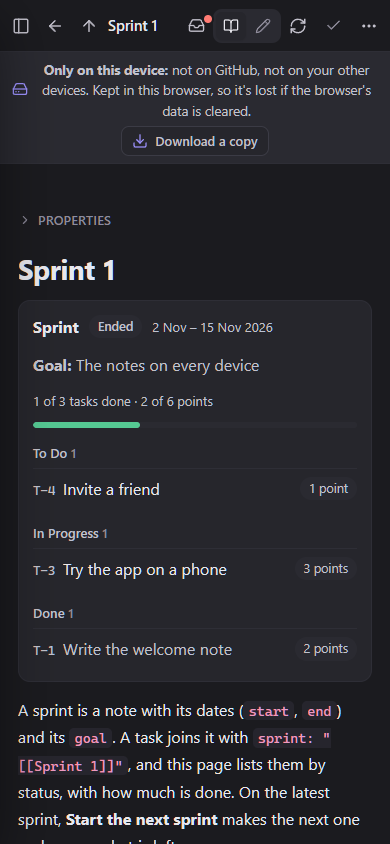 Sprint 1
Only on this device: not on GitHub, not on your other
devices. Kept in this browser, so it's lost if the browser's
data is cleared.
Download a copy
PROPERTIES
Sprint 1
Sprint Ended 2 Nov – 15 Nov 2026
Goal: The notes on every device
1 of 3 tasks done · 2 of 6 points
To Do 1
T–4 Invite a friend 1 point
In Progress 1
T–3 Try the app on a phone 3 points
Done 1
T–1 Write the welcome note 2 points
A sprint is a note with its dates ( start , end )
and its goal . A task joins it with sprint: "
[[Sprint 1]]" , and this page lists them by
status, with how much is done. On the latest
sprint, Start the next sprint makes the next one